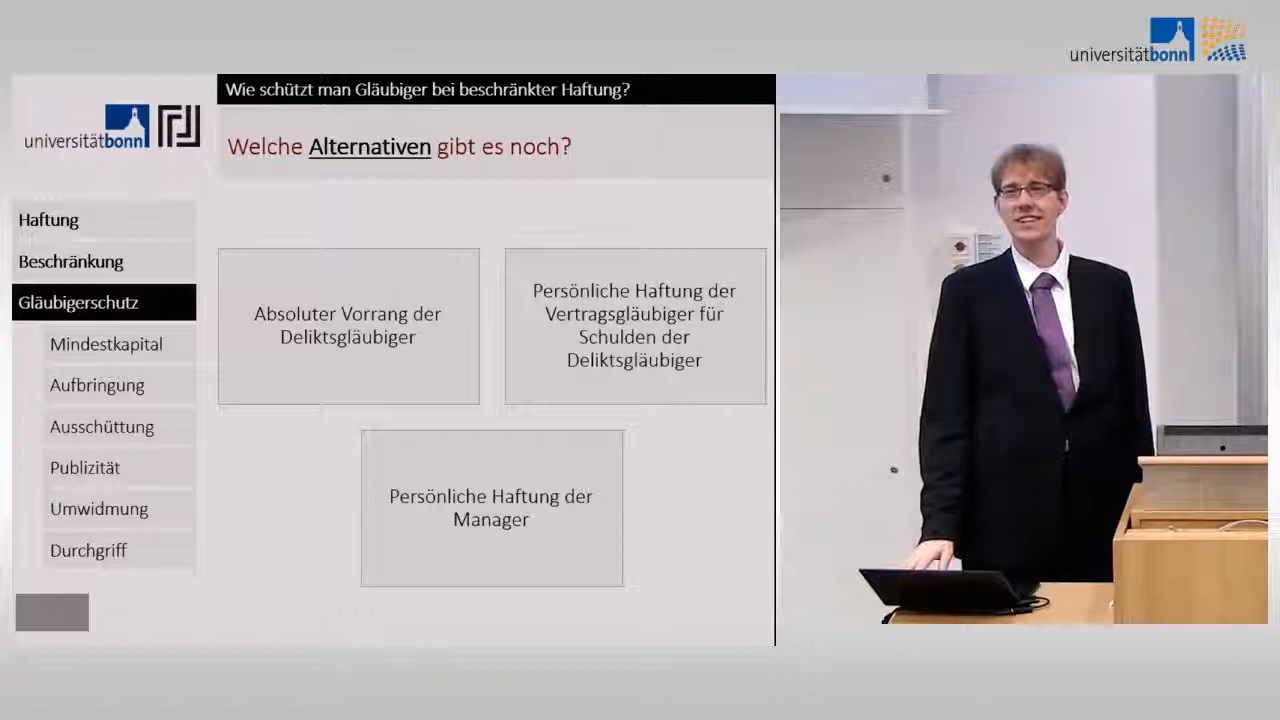 universitätbonn
Wie schützt man Gläubiger bei beschränkter Haftung?
universitätbonn
Welche Alternativen gibt es noch?
Haftung
Beschränkung
Gläubigerschutz
Mindestkapital
Aufbringung
Ausschüttung
Publizität
Umwidmung
Durchgriff
Absoluter Vorrang der
Deliktsgläubiger
Persönliche Haftung der
Vertragsgläubiger für
Schulden der
Deliktsgläubiger
Persönliche Haftung der
Manager